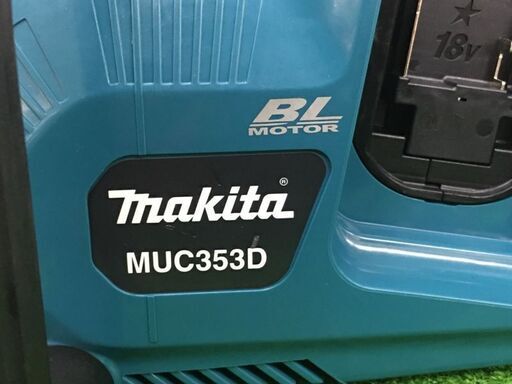 ★
18V
BL
MOTOR
makita®
MUC353D